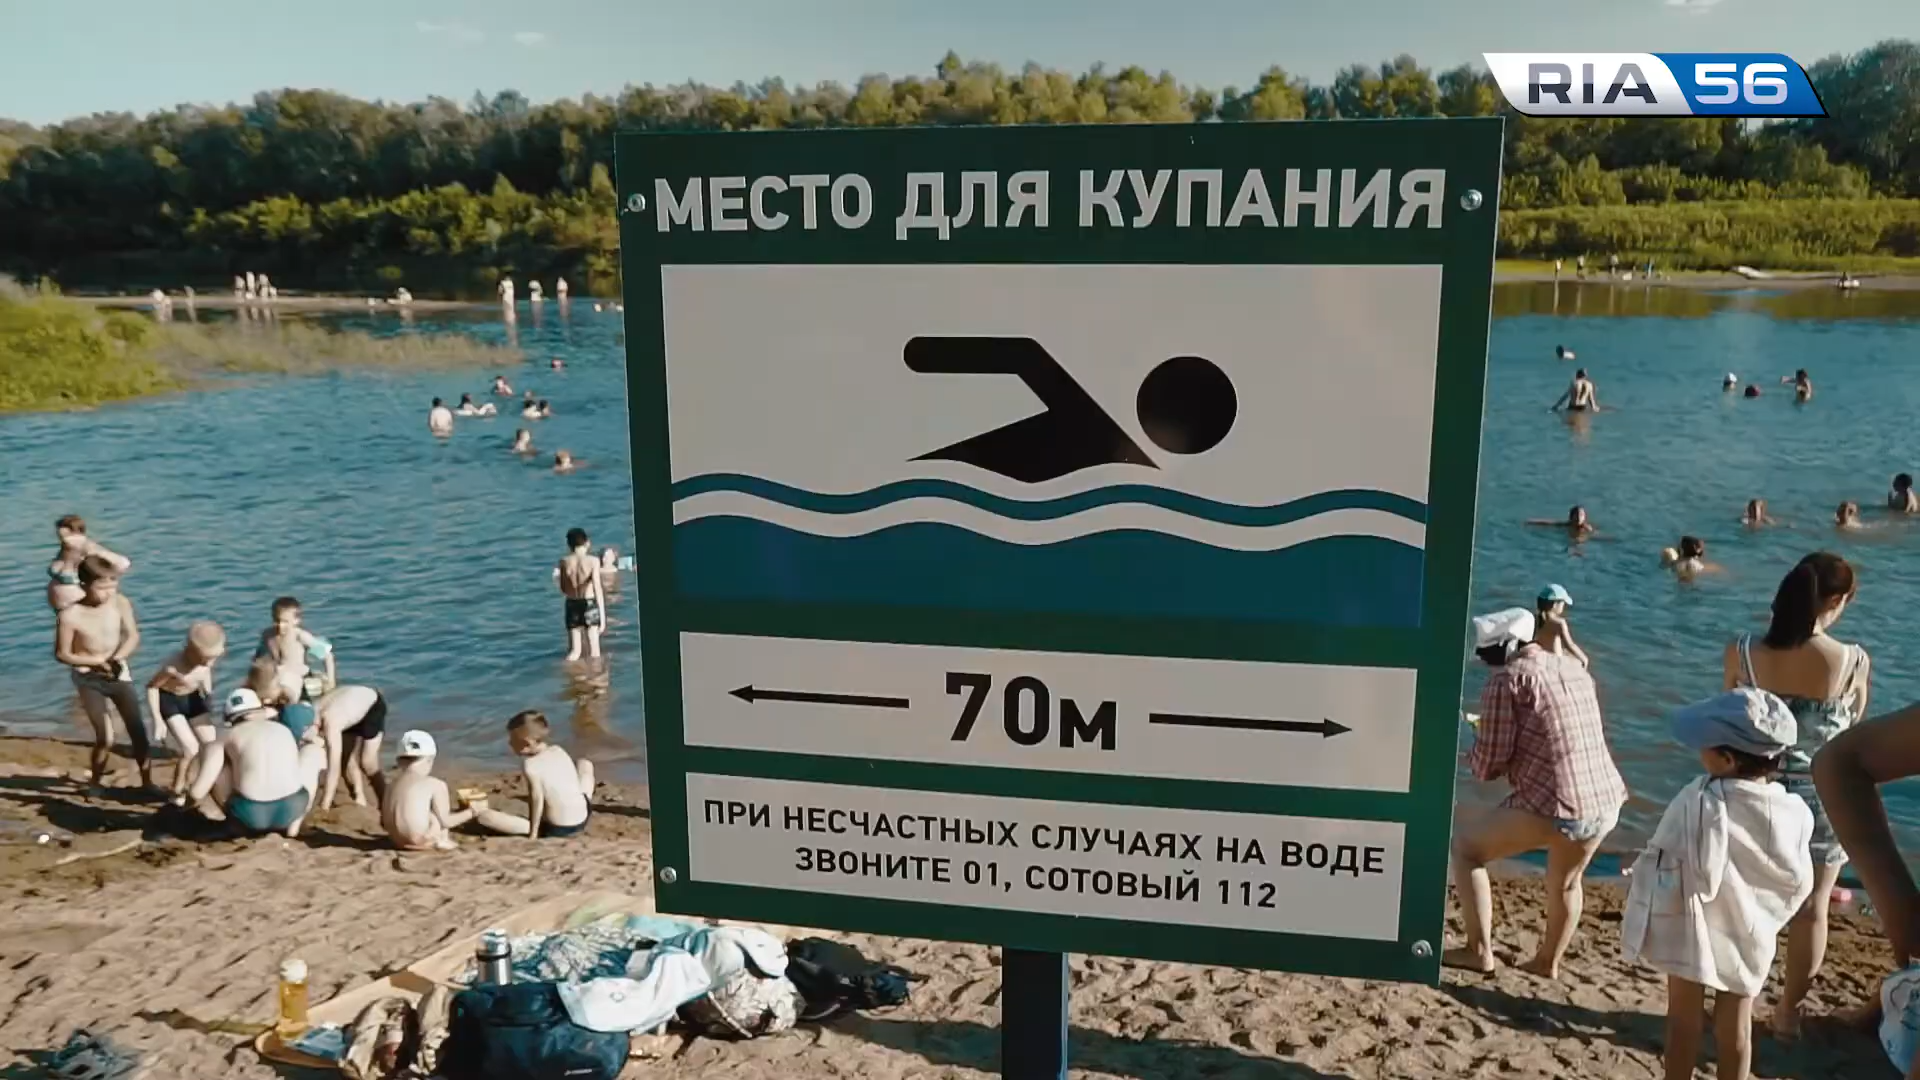 RIA 56
МЕСТО ДЛЯ КУПАНИЯ
70м
ПРИ НЕСЧАСТНЫХ СЛУЧАЯХ НА ВОДЕ
ЗВОНИТЕ 01, СОТОВЫЙ 112